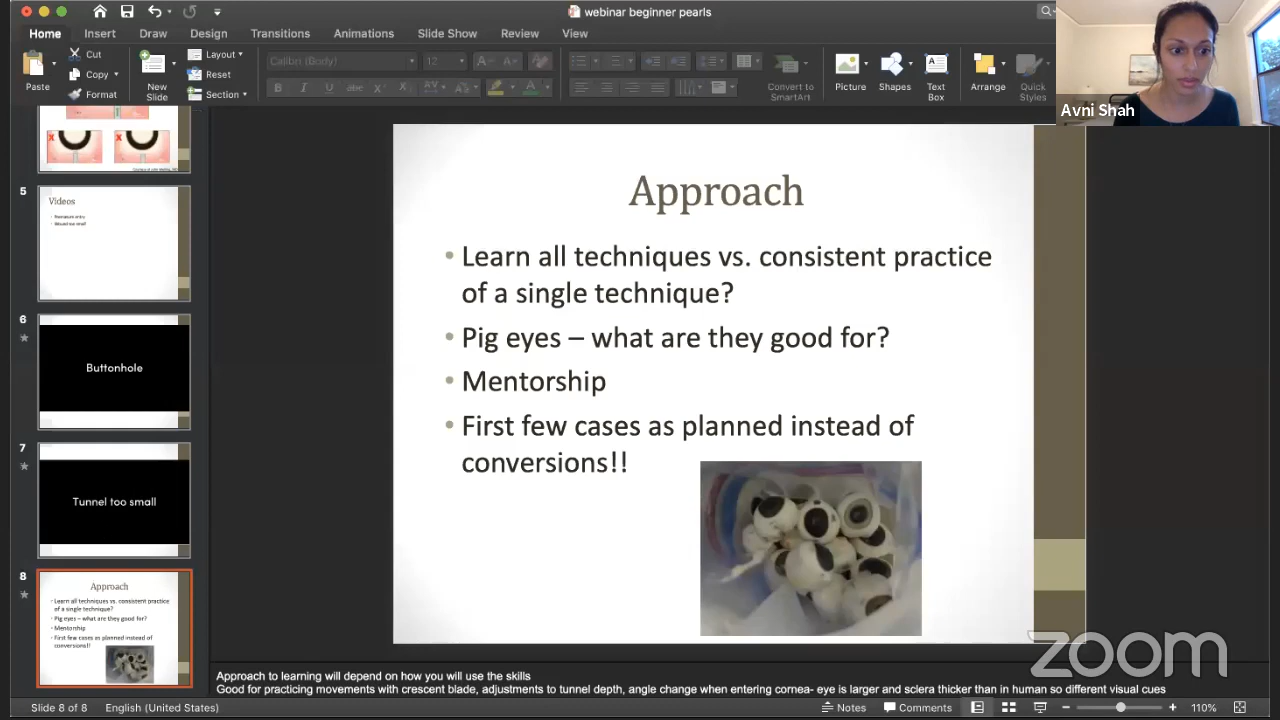 webinar beginner pearls
Home Insert Draw Design Transitions Animations Slide Show Review View
Paste
Cut
Copy
Format
New Slide
Layout
Reset
Section
Calibri (Body) 12
Convert to SmartArt
Picture
Shapes
Text Box
Arrange
Quick Styles
Avni Shah
5
Videos
6
Buttonhole
7
Tunnel too small
8
Approach
Learn all techniques vs. consistent practice
of a single technique?
Pig eyes – what are they good for?
Mentorship
First few cases as planned instead of
conversions!!
Approach
• Learn all techniques vs. consistent practice
of a single technique?
• Pig eyes – what are they good for?
• Mentorship
• First few cases as planned instead of
conversions!!
zoom
Approach to learning will depend on how you will use the skills
Good for practicing movements with crescent blade, adjustments to tunnel depth, angle change when entering cornea- eye is larger and sclera thicker than in human so different visual cues
Slide 8 of 8 English (United States) Notes Comments 110%